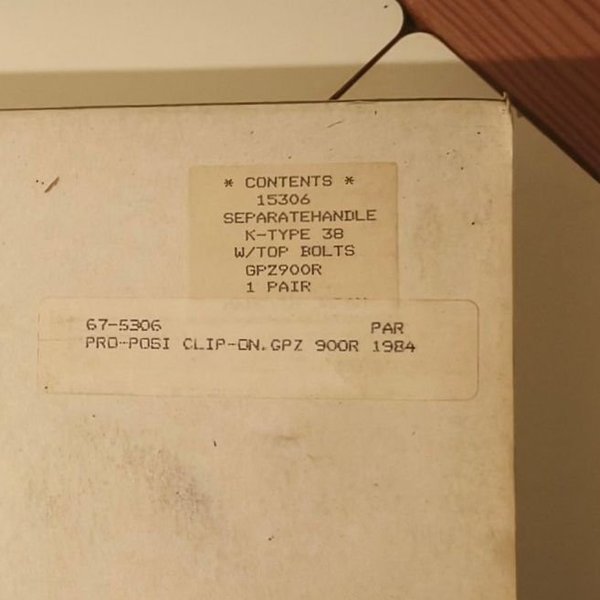 * CONTENTS *
15306
SEPARATEHANDLE
K-TYPE 38
W/TOP BOLTS
GPZ900R
1 PAIR
67-5306 PAR
PRO-POSI CLIP-ON.GPZ 900R 1984